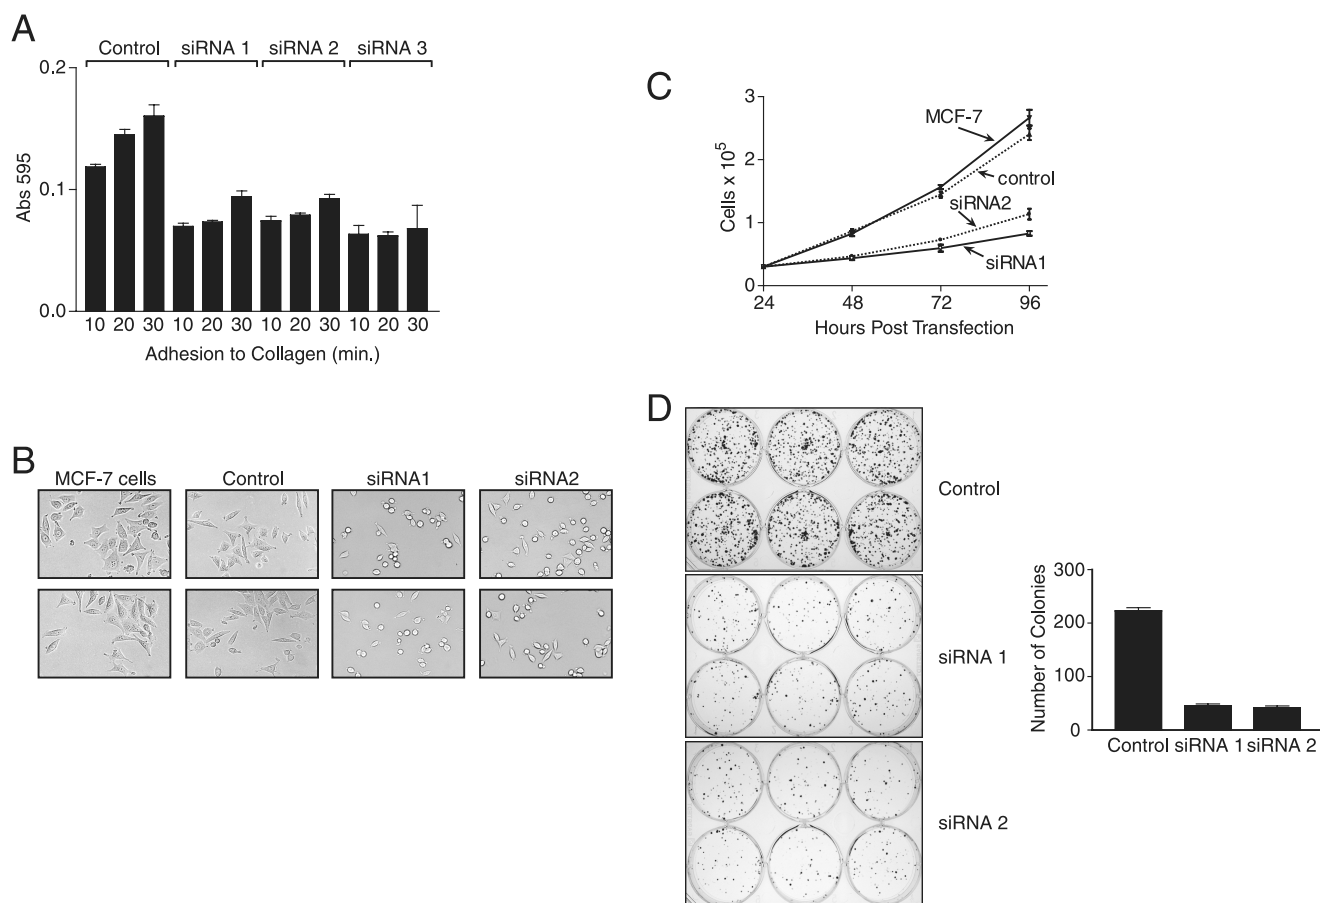 A
Control siRNA 1 siRNA 2 siRNA 3
0.2
0.1
0.0
Abs 595
10 20 30 10 20 30 10 20 30 10 20 30
Adhesion to Collagen (min.)
B
MCF-7 cells Control siRNA1 siRNA2
C
3
2
1
0
Cells x 10⁵
MCF-7
control
siRNA2
siRNA1
24 48 72 96
Hours Post Transfection
D
Control
siRNA 1
siRNA 2
300
200
100
0
Number of Colonies
Control siRNA 1 siRNA 2